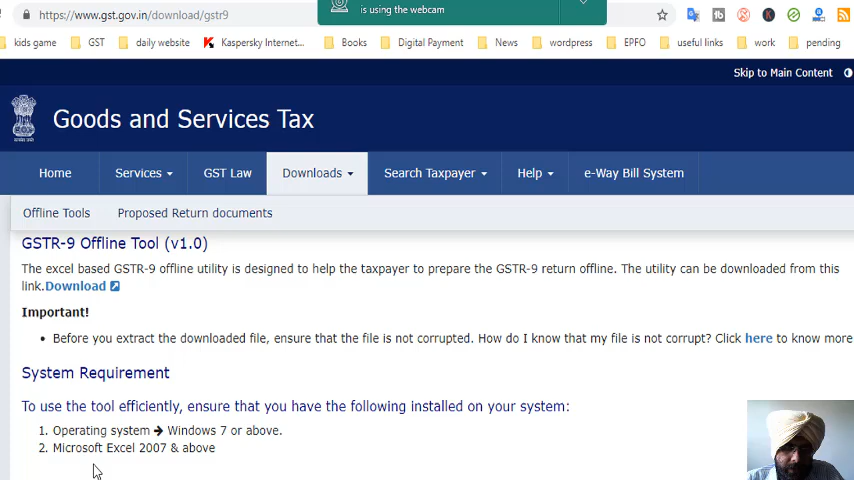 https://www.gst.gov.in/download/gstr9
is using the webcam
kids game GST daily website Kaspersky Internet... Books Digital Payment News wordpress EPFO useful links work pending
Skip to Main Content
Goods and Services Tax
Home Services GST Law Downloads Search Taxpayer Help e-Way Bill System
Offline Tools Proposed Return documents
GSTR-9 Offline Tool (v1.0)
The excel based GSTR-9 offline utility is designed to help the taxpayer to prepare the GSTR-9 return offline. The utility can be downloaded from this
link.Download
Important!
Before you extract the downloaded file, ensure that the file is not corrupted. How do I know that my file is not corrupt? Click here to know more
System Requirement
To use the tool efficiently, ensure that you have the following installed on your system:
1. Operating system → Windows 7 or above.
2. Microsoft Excel 2007 & above